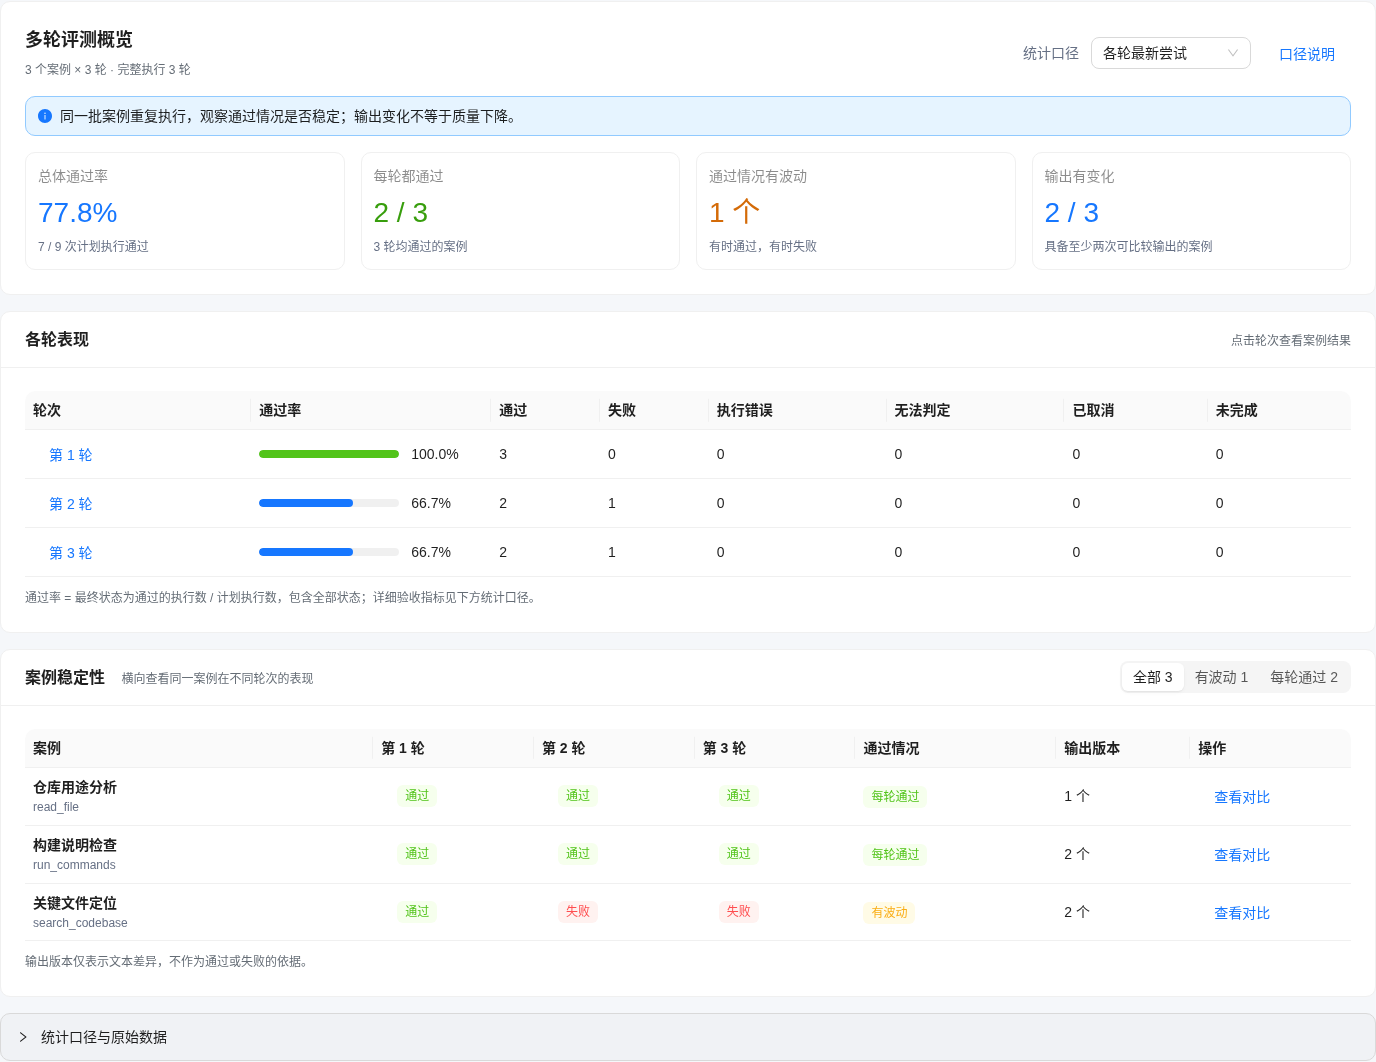 多轮评测概览
3 个案例 × 3 轮 · 完整执行 3 轮
统计口径
各轮最新尝试
口径说明
同一批案例重复执行，观察通过情况是否稳定；输出变化不等于质量下降。
总体通过率
77.8%
7 / 9 次计划执行通过
每轮都通过
2 / 3
3 轮均通过的案例
通过情况有波动
1 个
有时通过，有时失败
输出有变化
2 / 3
具备至少两次可比较输出的案例
各轮表现
点击轮次查看案例结果
轮次 通过率 通过 失败 执行错误 无法判定 已取消 未完成
第 1 轮 100.0% 3 0 0 0 0 0
第 2 轮 66.7% 2 1 0 0 0 0
第 3 轮 66.7% 2 1 0 0 0 0
通过率 = 最终状态为通过的执行数 / 计划执行数，包含全部状态；详细验收指标见下方统计口径。
案例稳定性 横向查看同一案例在不同轮次的表现
全部 3 有波动 1 每轮通过 2
案例 第 1 轮 第 2 轮 第 3 轮 通过情况 输出版本 操作
仓库用途分析
read_file
通过 通过 通过 每轮通过 1 个 查看对比
构建说明检查
run_commands
通过 通过 通过 每轮通过 2 个 查看对比
关键文件定位
search_codebase
通过 失败 失败 有波动 2 个 查看对比
输出版本仅表示文本差异，不作为通过或失败的依据。
统计口径与原始数据